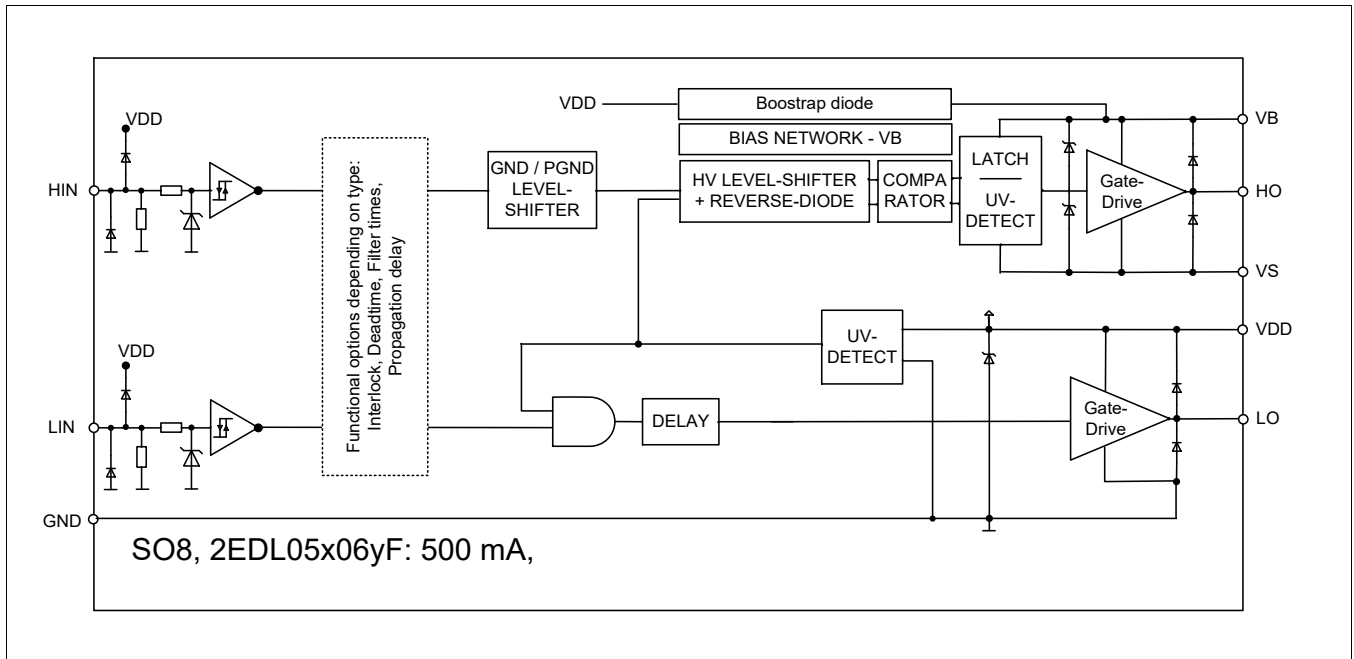 VDD
Boostrap diode
VB
VDD
BIAS NETWORK - VB
HIN
Functional options depending on type:
Interlock, Deadtime, Filter times,
Propagation delay
GND / PGND
LEVEL-
SHIFTER
HV LEVEL-SHIFTER
+ REVERSE-DIODE
COMPA
RATOR
LATCH
UV-
DETECT
Gate-
Drive
HO
VS
VDD
UV-
DETECT
VDD
LIN
DELAY
Gate-
Drive
LO
GND
SO8, 2EDL05x06yF: 500 mA,